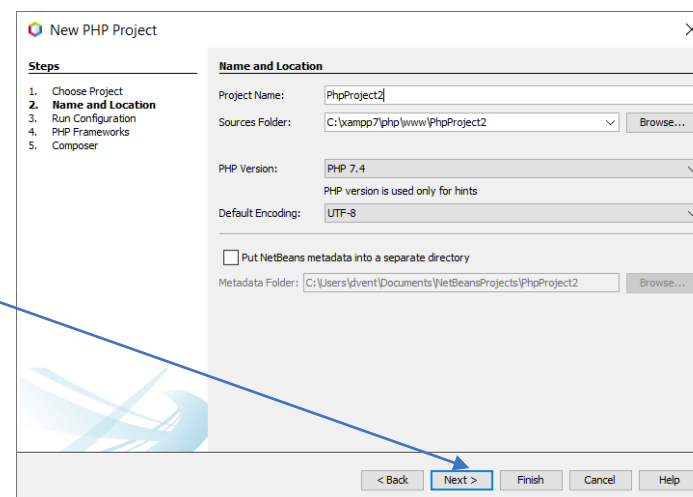 New PHP Project
Steps
1. Choose Project
2. Name and Location
3. Run Configuration
4. PHP Frameworks
5. Composer
Name and Location
Project Name: PhpProject2
Sources Folder: C:\xampp7\php\www\PhpProject2 Browse...
PHP Version: PHP 7.4
PHP version is used only for hints
Default Encoding: UTF-8
Put NetBeans metadata into a separate directory
Metadata Folder: C:\Users\dvent\Documents\NetBeansProjects\PhpProject2 Browse...
< Back Next > Finish Cancel Help